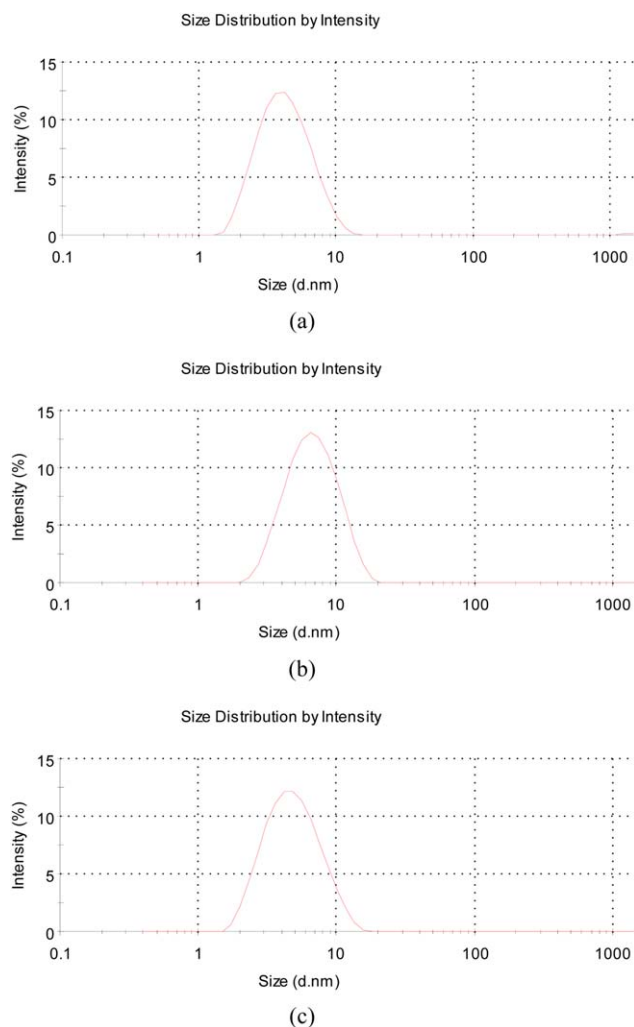 Size Distribution by Intensity
15
10
5
0
Intensity (%)
0.1 1 10 100 1000
Size (d.nm)
(a)
Size Distribution by Intensity
15
10
5
0
Intensity (%)
0.1 1 10 100 1000
Size (d.nm)
(b)
Size Distribution by Intensity
15
10
5
0
Intensity (%)
0.1 1 10 100 1000
Size (d.nm)
(c)